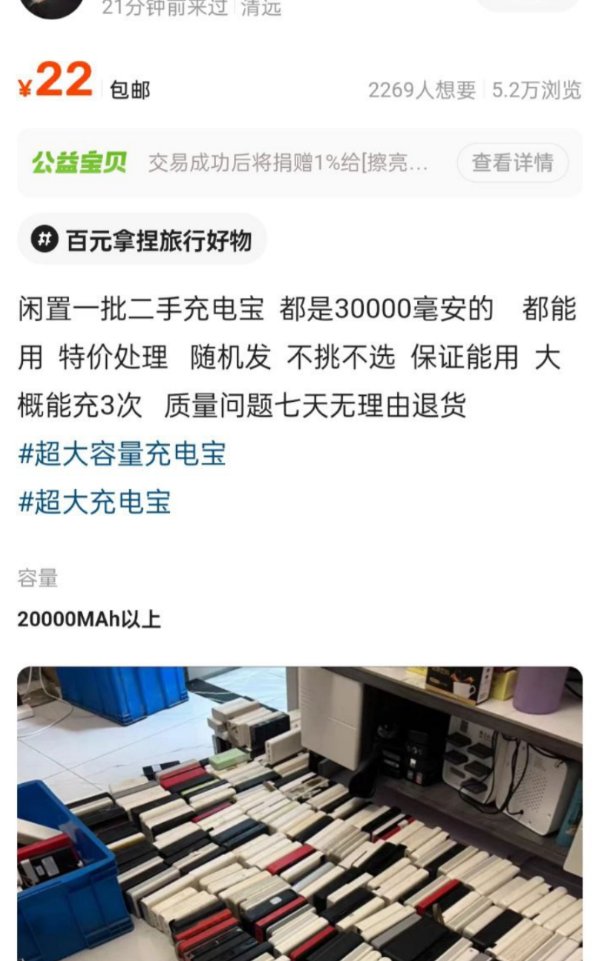 21分钟前来过 清远
¥22 包邮 2269人想要 5.2万浏览
公益宝贝 交易成功后将捐赠1%给[擦亮... 查看详情
# 百元拿捏旅行好物
闲置一批二手充电宝 都是30000毫安的 都能
用 特价处理 随机发 不挑不选 保证能用 大
概能充3次 质量问题七天无理由退货
#超大容量充电宝
#超大充电宝
容量
20000MAh以上